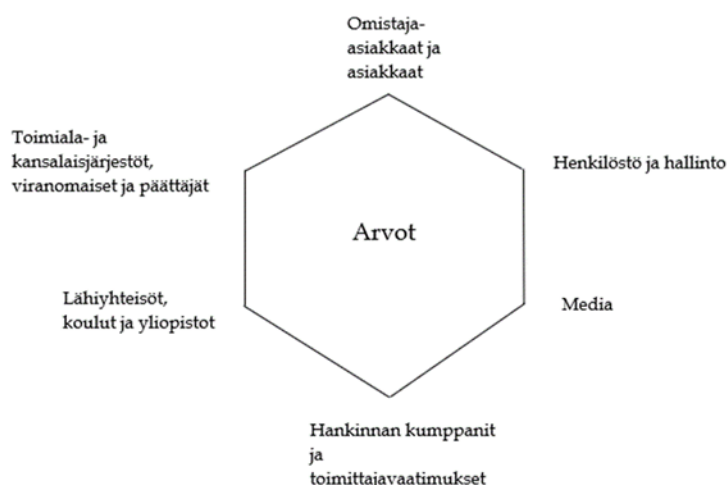 Omistaja-
asiakkaat ja
asiakkaat
Toimiala- ja
kansalaisjärjestöt,
viranomaiset ja päättäjät
Henkilöstö ja hallinto
Arvot
Lähiyhteisöt,
koulut ja yliopistot
Media
Hankinnan kumppanit
ja
toimittajavaatimukset